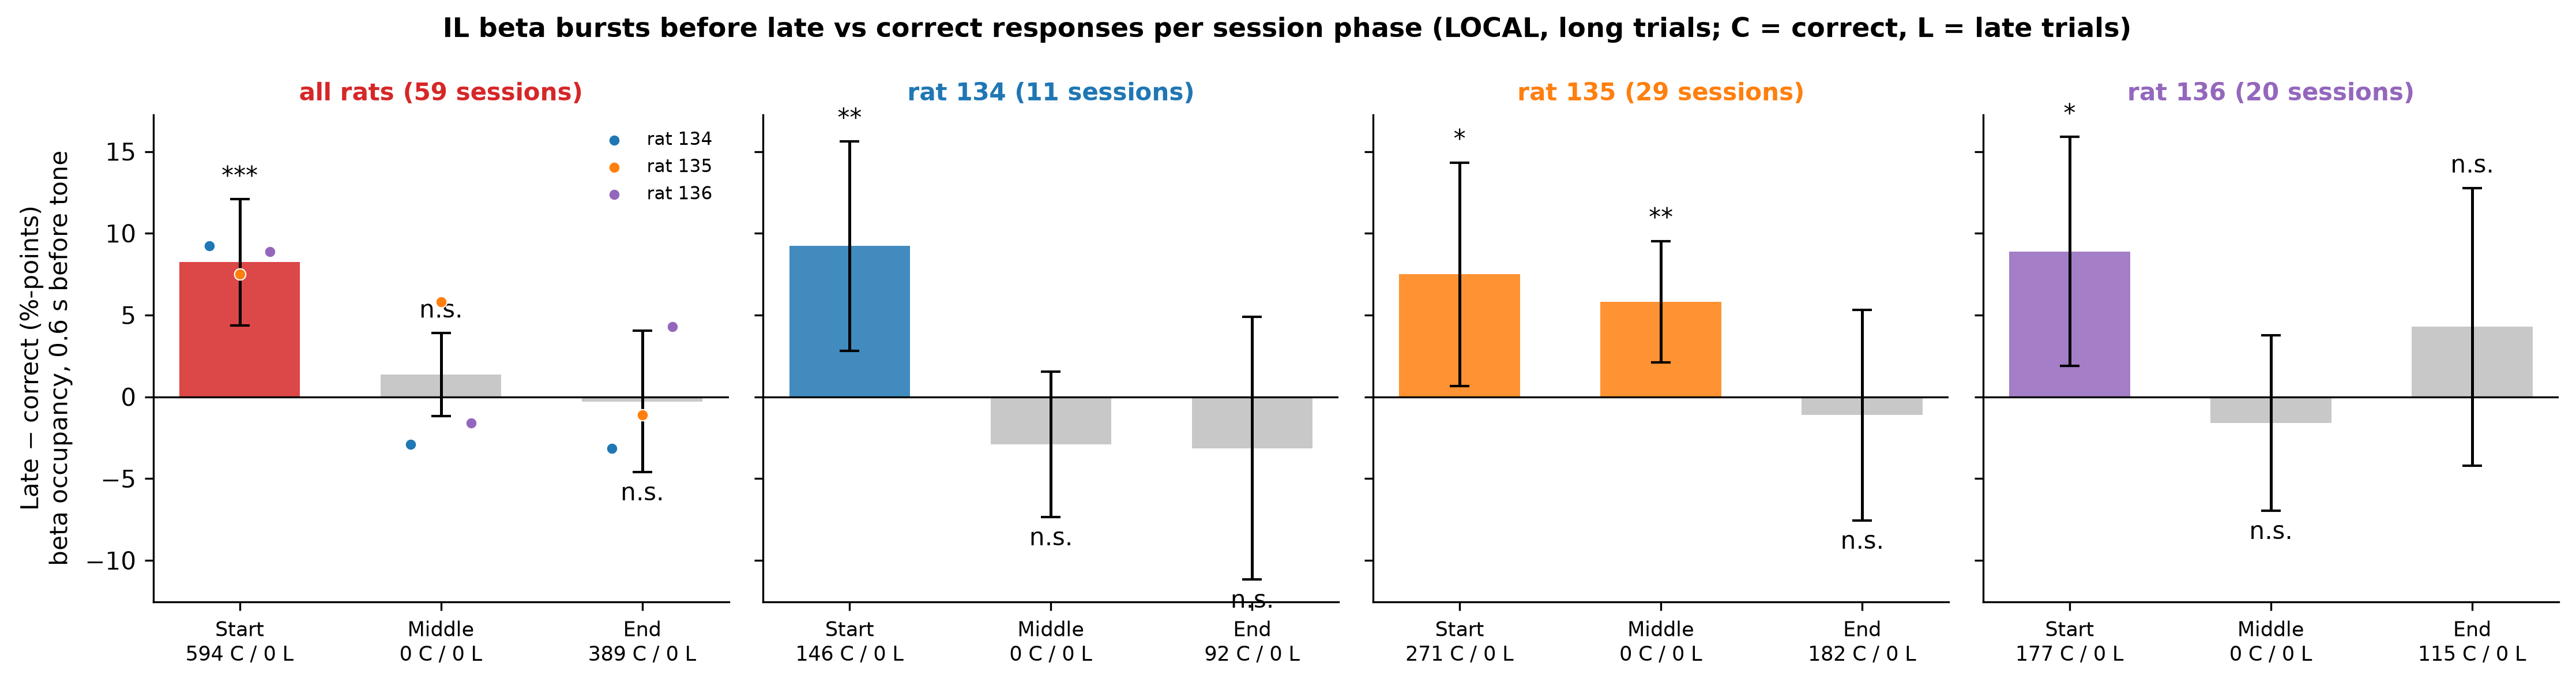 IL beta bursts before late vs correct responses per session phase (LOCAL, long trials; C = correct, L = late trials)
all rats (59 sessions)
Late − correct (%-points)
beta occupancy, 0.6 s before tone
15
10
5
0
−5
−10
***
n.s.
n.s.
rat 134
rat 135
rat 136
Start
594 C / 0 L
Middle
0 C / 0 L
End
389 C / 0 L
rat 134 (11 sessions)
**
n.s.
n.s.
Start
146 C / 0 L
Middle
0 C / 0 L
End
92 C / 0 L
rat 135 (29 sessions)
*
**
n.s.
Start
271 C / 0 L
Middle
0 C / 0 L
End
182 C / 0 L
rat 136 (20 sessions)
*
n.s.
n.s.
Start
177 C / 0 L
Middle
0 C / 0 L
End
115 C / 0 L